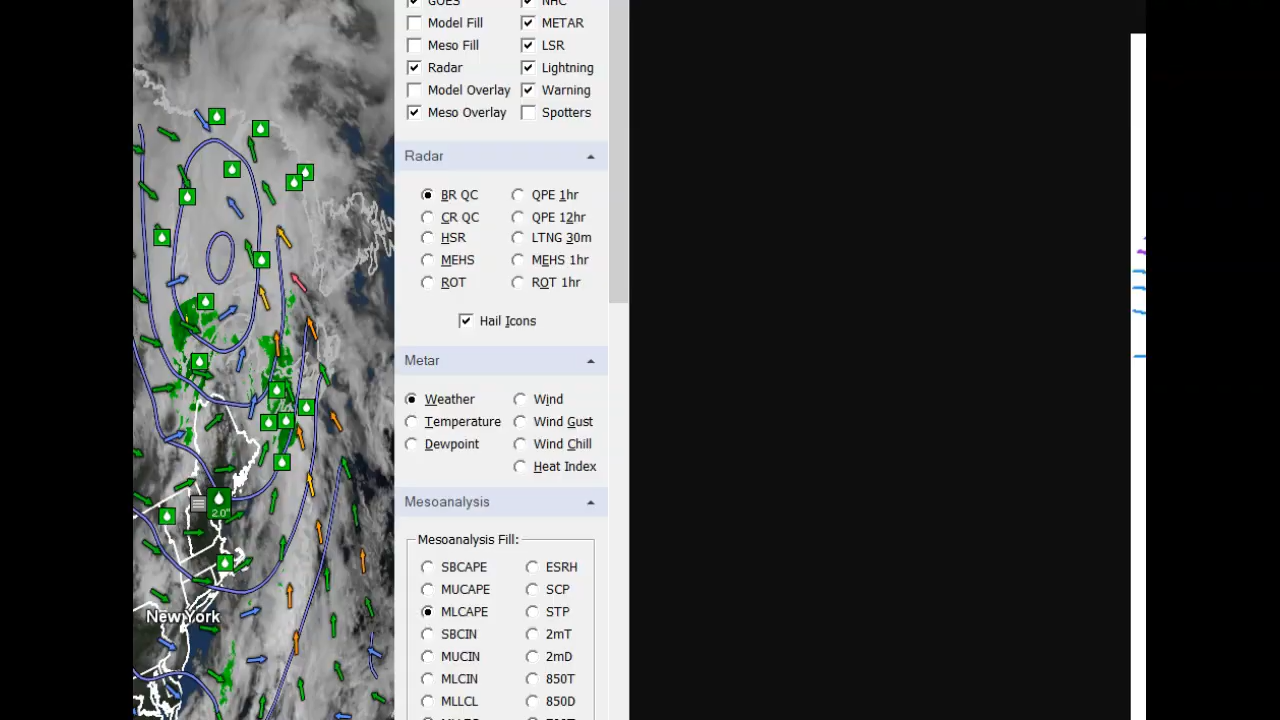 GOES NHC
Model Fill METAR
Meso Fill LSR
Radar Lightning
Model Overlay Warning
Meso Overlay Spotters
Radar
BR QC QPE 1hr
CR QC QPE 12hr
HSR LTNG 30m
MEHS MEHS 1hr
ROT ROT 1hr
Hail Icons
Metar
Weather Wind
Temperature Wind Gust
Dewpoint Wind Chill
Heat Index
Mesoanalysis
2.0"
Mesoanalysis Fill:
SBCAPE ESRH
MUCAPE SCP
MLCAPE STP
New York
SBCIN 2mT
MUCIN 2mD
MLCIN 850T
MLLCL 850D